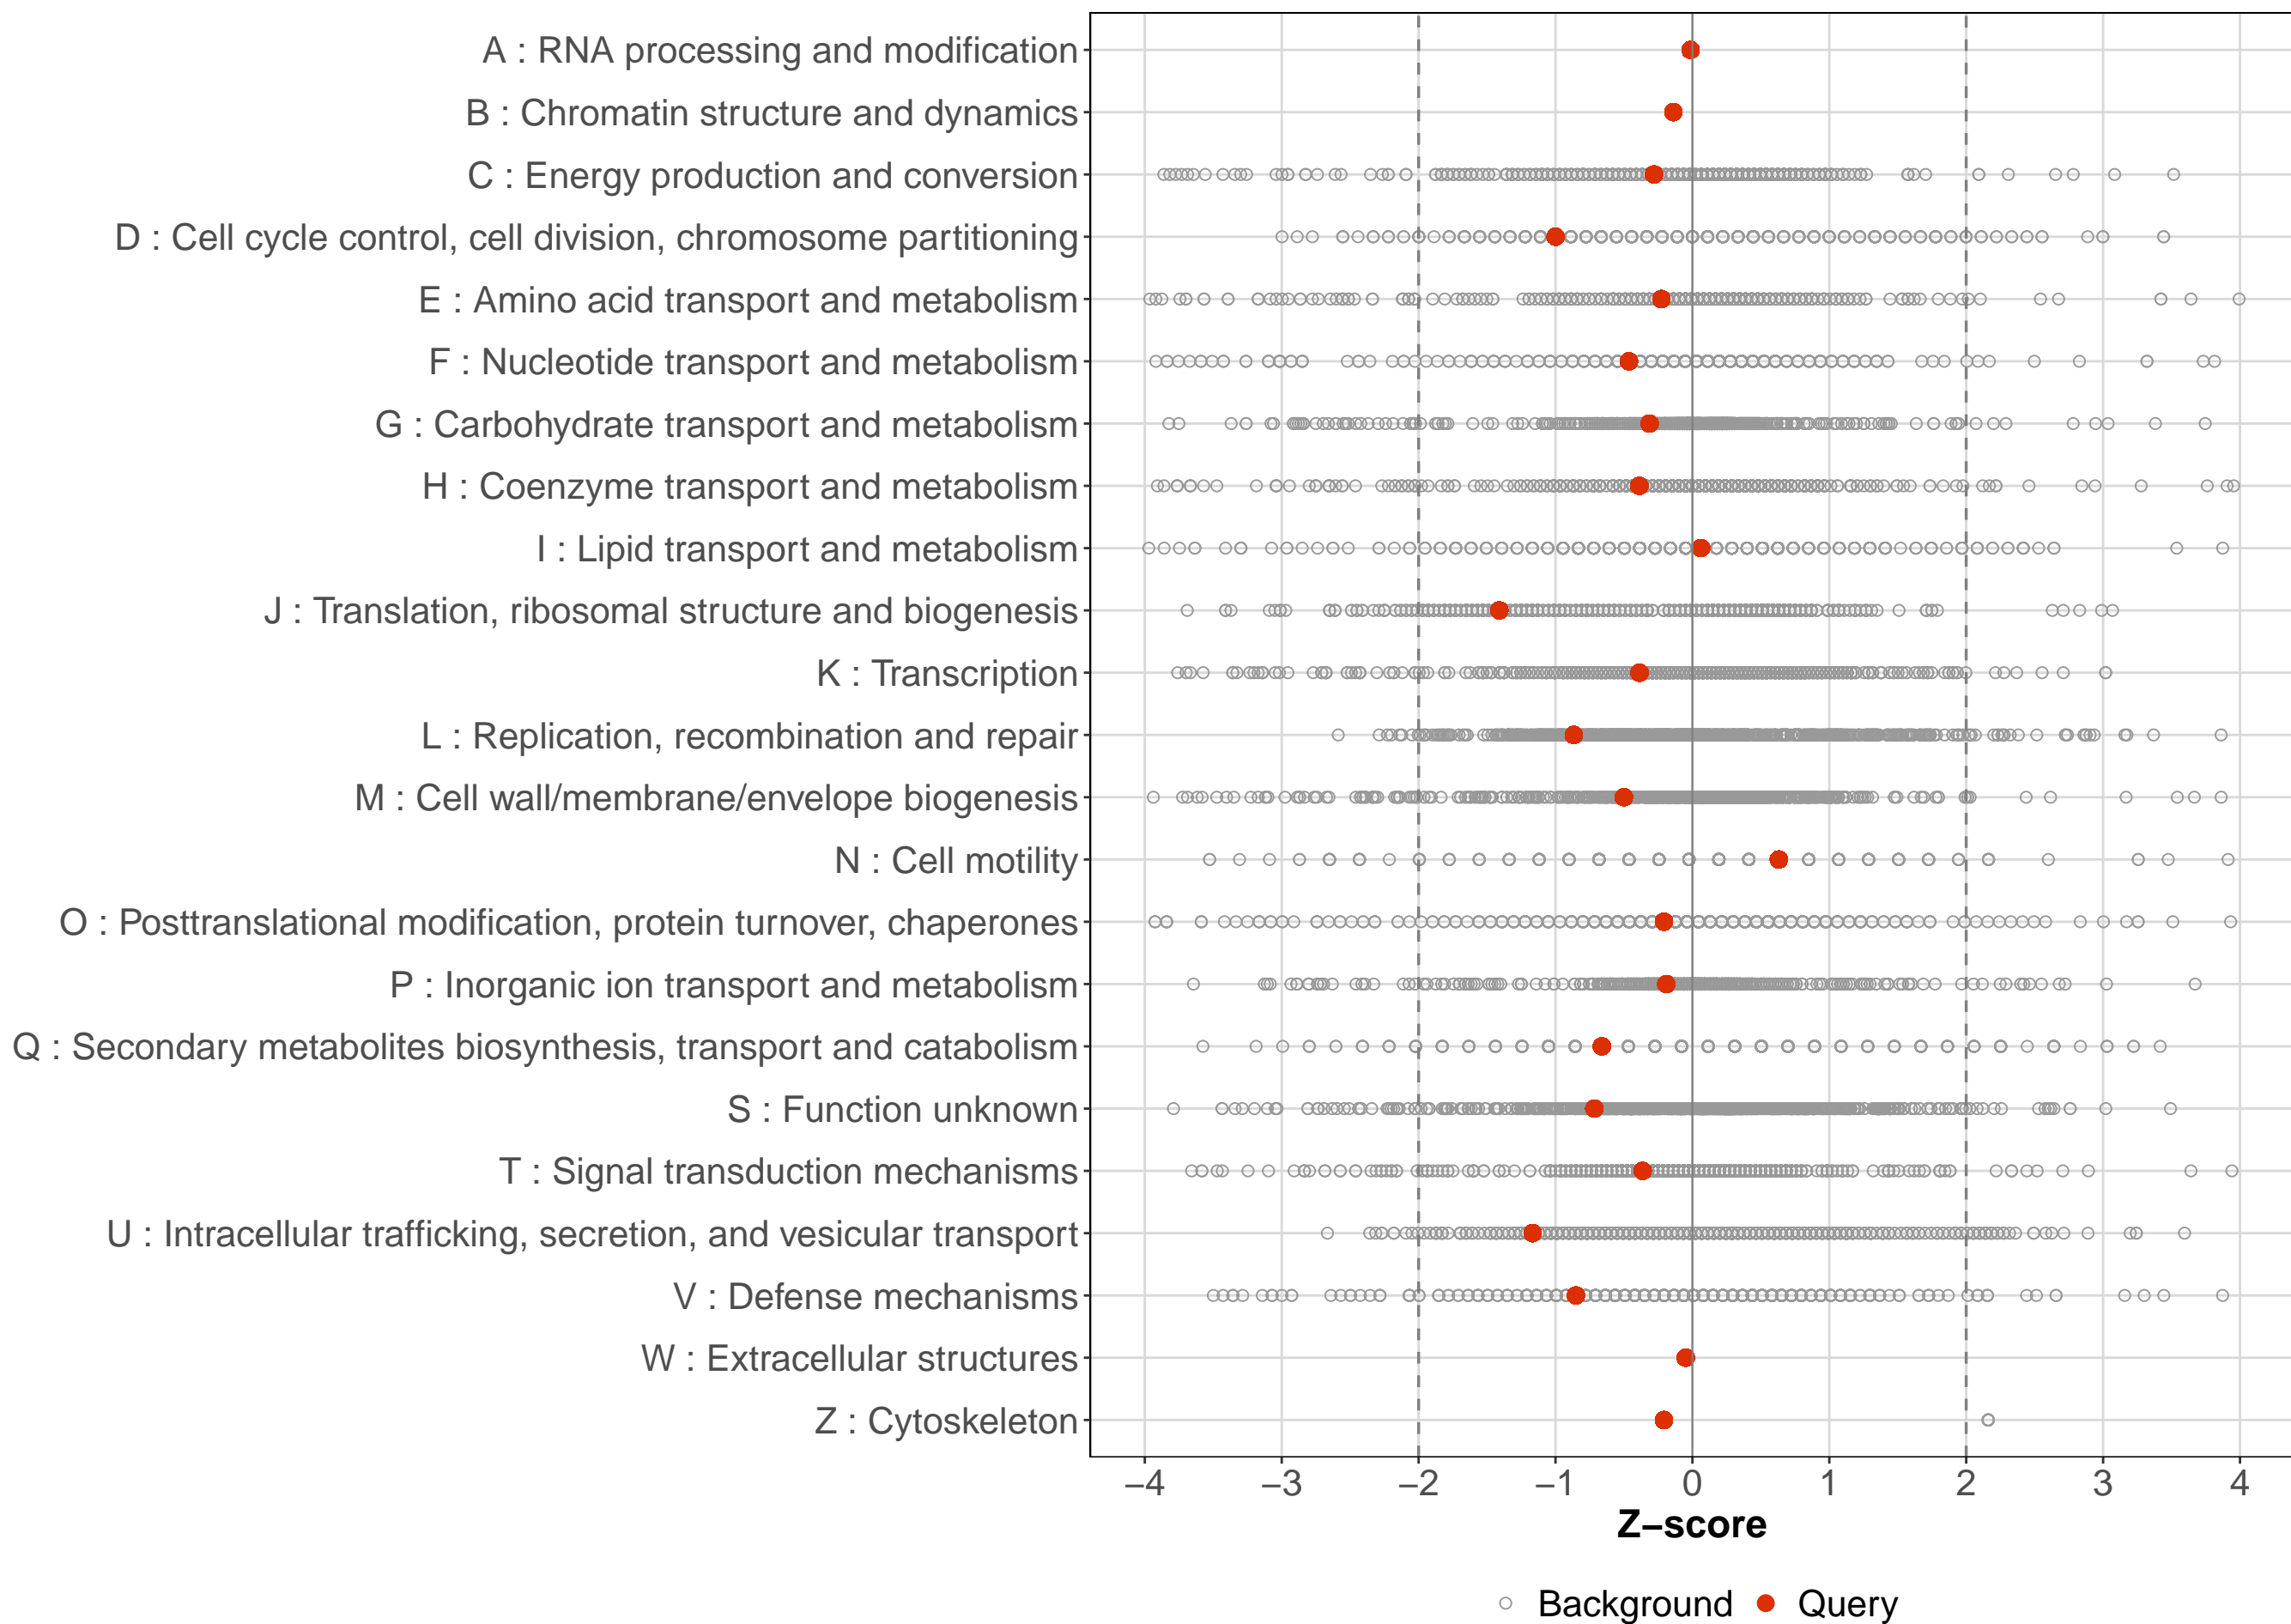 A : RNA processing and modification
B : Chromatin structure and dynamics
C : Energy production and conversion
D : Cell cycle control, cell division, chromosome partitioning
E : Amino acid transport and metabolism
F : Nucleotide transport and metabolism
G : Carbohydrate transport and metabolism
H : Coenzyme transport and metabolism
I : Lipid transport and metabolism
J : Translation, ribosomal structure and biogenesis
K : Transcription
L : Replication, recombination and repair
M : Cell wall/membrane/envelope biogenesis
N : Cell motility
O : Posttranslational modification, protein turnover, chaperones
P : Inorganic ion transport and metabolism
Q : Secondary metabolites biosynthesis, transport and catabolism
S : Function unknown
T : Signal transduction mechanisms
U : Intracellular trafficking, secretion, and vesicular transport
V : Defense mechanisms
W : Extracellular structures
Z : Cytoskeleton
−4 −3 −2 −1 0 1 2 3 4
Z−score
Background Query